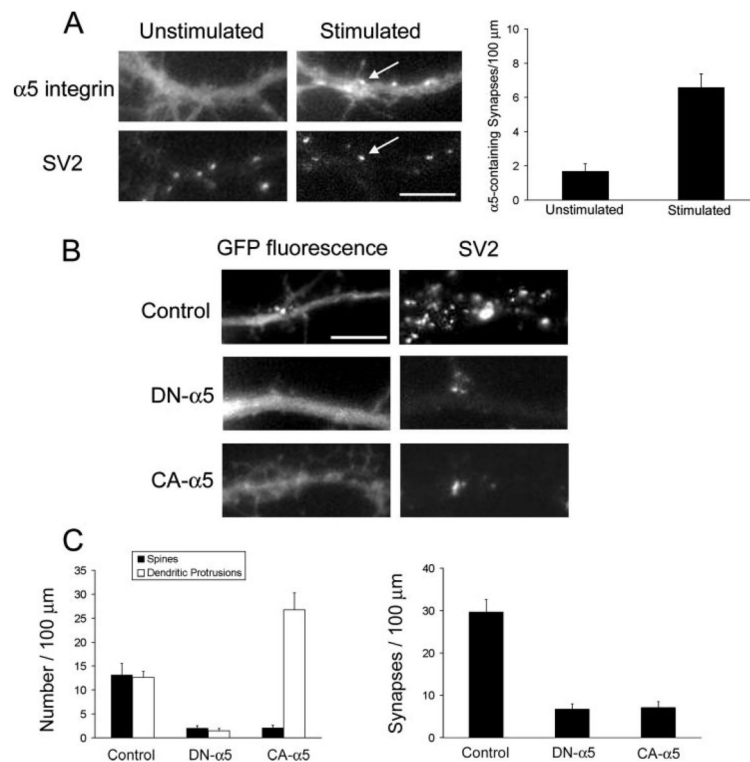 A
Unstimulated Stimulated
α5 integrin
SV2
α5-containing Synapses/100 μm
10
8
6
4
2
0
Unstimulated Stimulated
B
GFP fluorescence SV2
Control
DN-α5
CA-α5
C
Spines
Dendritic Protrusions
Number / 100 μm
35
30
25
20
15
10
5
0
Control DN-α5 CA-α5
Synapses / 100 μm
40
30
20
10
0
Control DN-α5 CA-α5